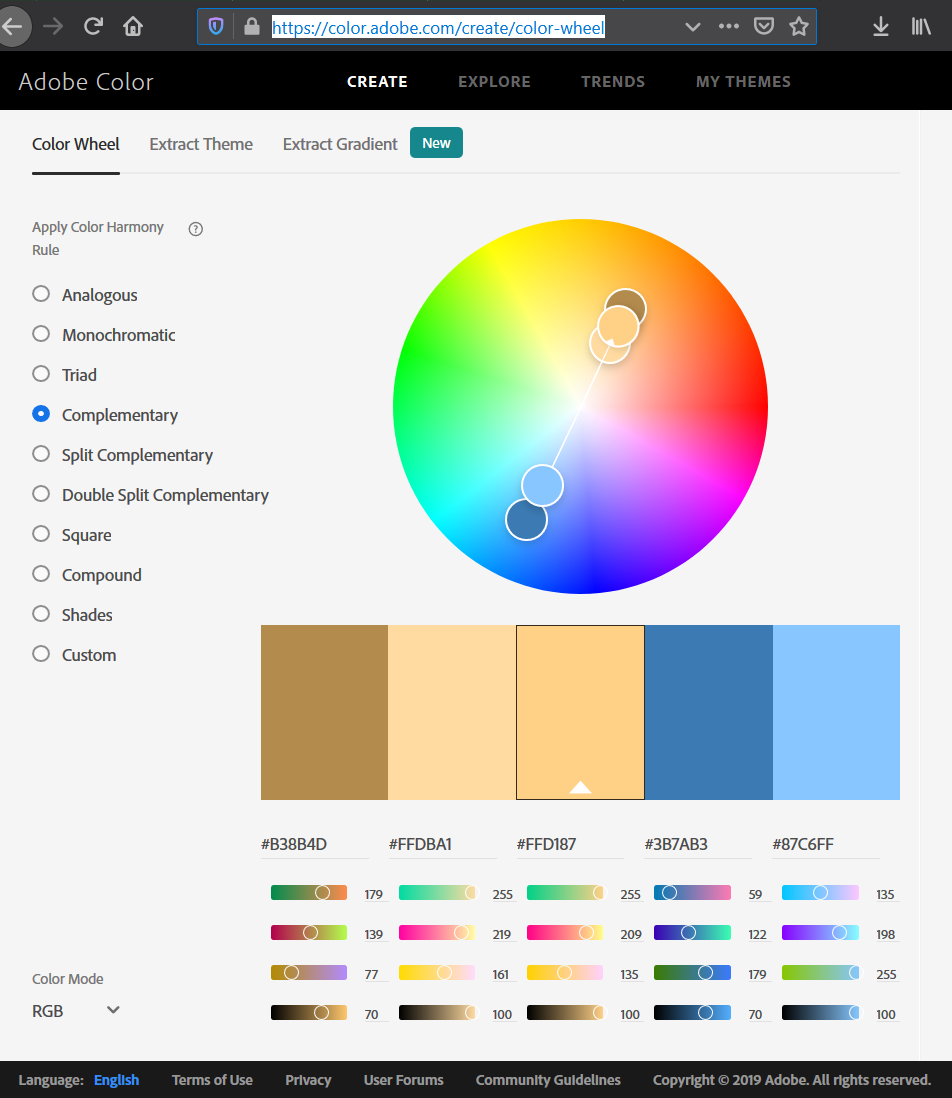 https://color.adobe.com/create/color-wheel
Adobe Color
CREATE EXPLORE TRENDS MY THEMES
Color Wheel Extract Theme Extract Gradient New
Apply Color Harmony
Rule
?
Analogous
Monochromatic
Triad
Complementary
Split Complementary
Double Split Complementary
Square
Compound
Shades
Custom
#B38B4D #FFDBA1 #FFD187 #3B7AB3 #87C6FF
179 255 255 59 135
139 219 209 122 198
77 161 135 179 255
70 100 100 70 100
Color Mode
RGB
Language: English Terms of Use Privacy User Forums Community Guidelines Copyright © 2019 Adobe. All rights reserved.